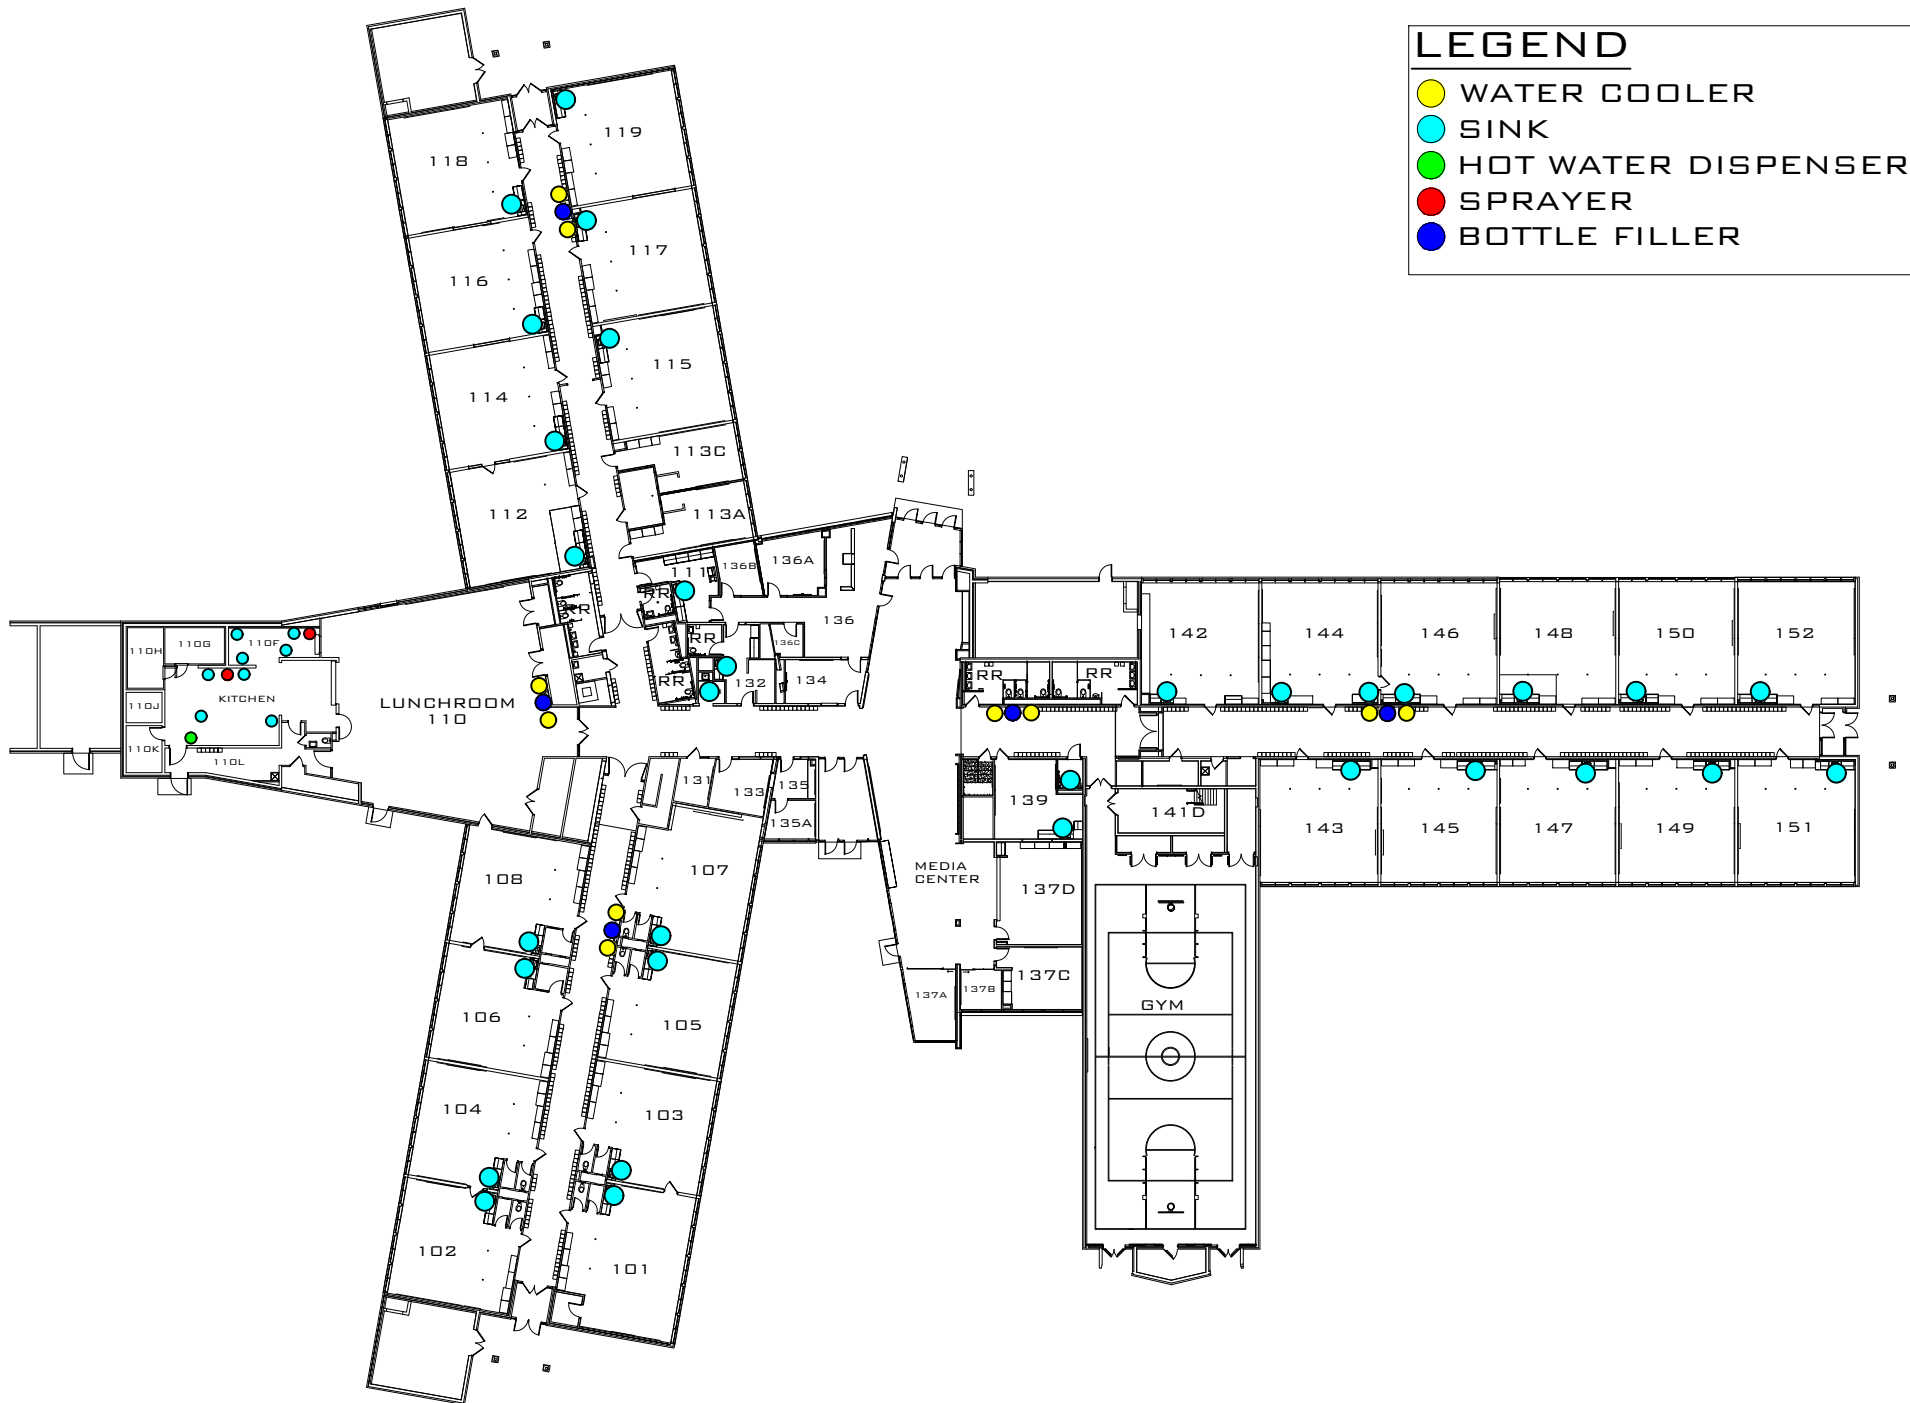 LEGEND
WATER COOLER
SINK
HOT WATER DISPENSER
SPRAYER
BOTTLE FILLER
119
118
117
116
115
114
113C
112
113A
111
136B
136A
RR
RR
136
RR
136C
132
134
RR
110H
110G
110F
KITCHEN
110J
110K
110L
LUNCHROOM
110
142
144
146
148
150
152
RR
RR
131
133
135
135A
139
141D
143
145
147
149
151
108
107
MEDIA
CENTER
137D
137C
137A
137B
GYM
106
105
104
103
102
101